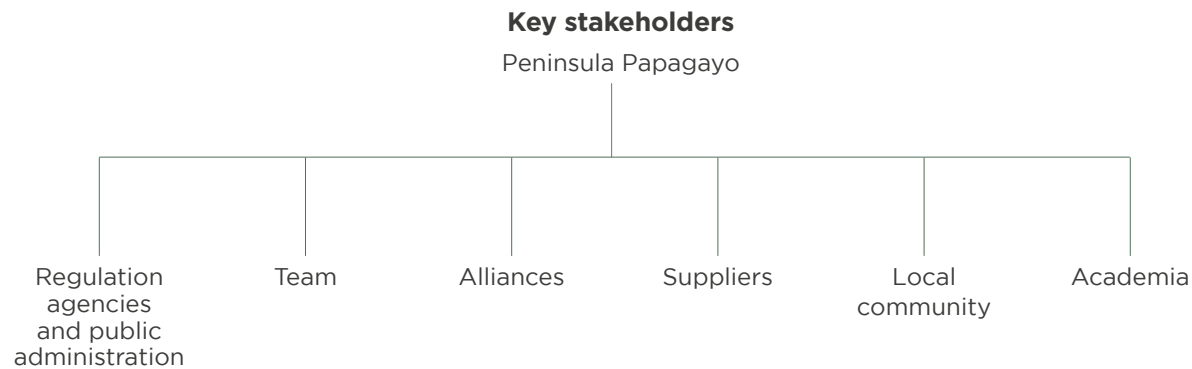 Key stakeholders
Peninsula Papagayo
Regulation
agencies
and public
administration
Team
Alliances
Suppliers
Local
community
Academia